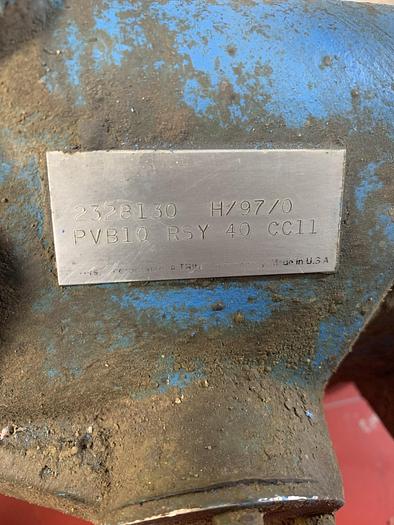 2328130 H/97/0
PVB10 RSY 40 CC11
Made in U.S.A